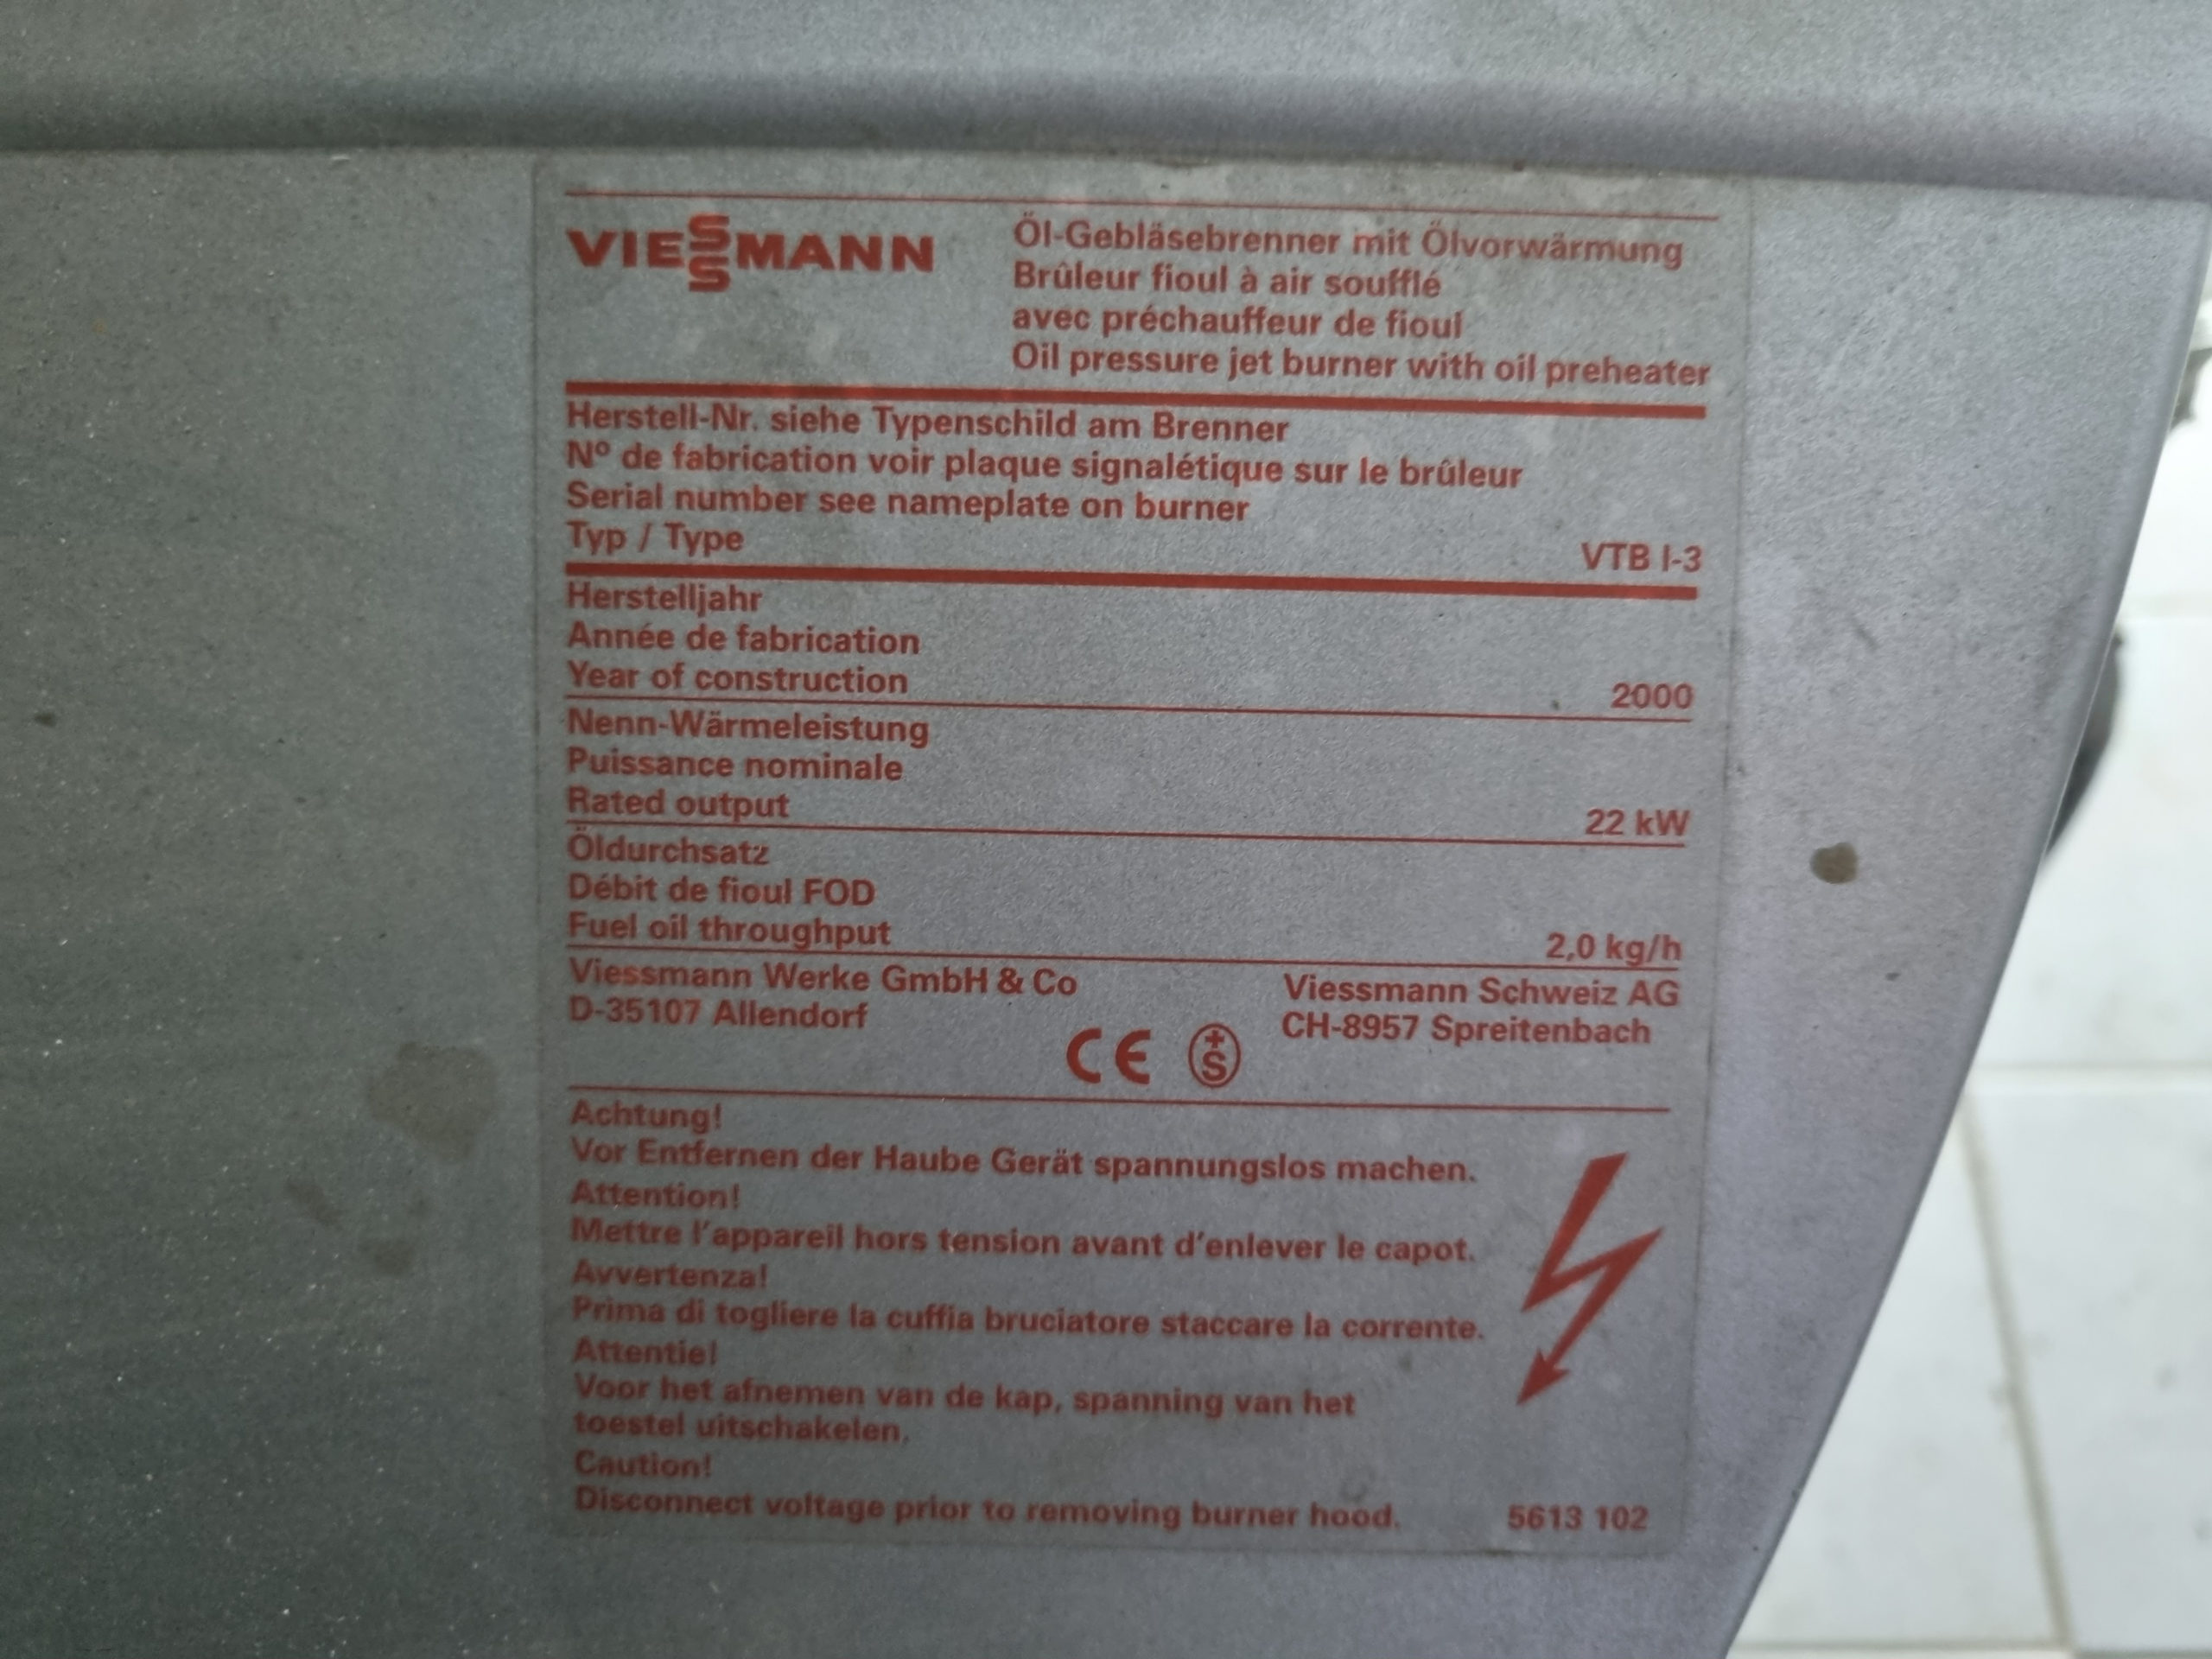 VIESSMANN
Öl-Gebläsebrenner mit Ölvorwärmung
Brûleur fioul à air soufflé
avec préchauffeur de fioul
Oil pressure jet burner with oil preheater
Herstell-Nr. siehe Typenschild am Brenner
Nº de fabrication voir plaque signalétique sur le brûleur
Serial number see nameplate on burner
Typ / Type VTB I-3
Herstelljahr
Année de fabrication
Year of construction 2000
Nenn-Wärmeleistung
Puissance nominale
Rated output 22 kW
Öldurchsatz
Débit de fioul FOD
Fuel oil throughput 2,0 kg/h
Viessmann Werke GmbH & Co
D-35107 Allendorf
CE +S
Viessmann Schweiz AG
CH-8957 Spreitenbach
Achtung!
Vor Entfernen der Haube Gerät spannungslos machen.
Attention!
Mettre l'appareil hors tension avant d'enlever le capot.
Avvertenza!
Prima di togliere la cuffia bruciatore staccare la corrente.
Attentie!
Voor het afnemen van de kap, spanning van het
toestel uitschakelen.
Caution!
Disconnect voltage prior to removing burner hood. 5613 102